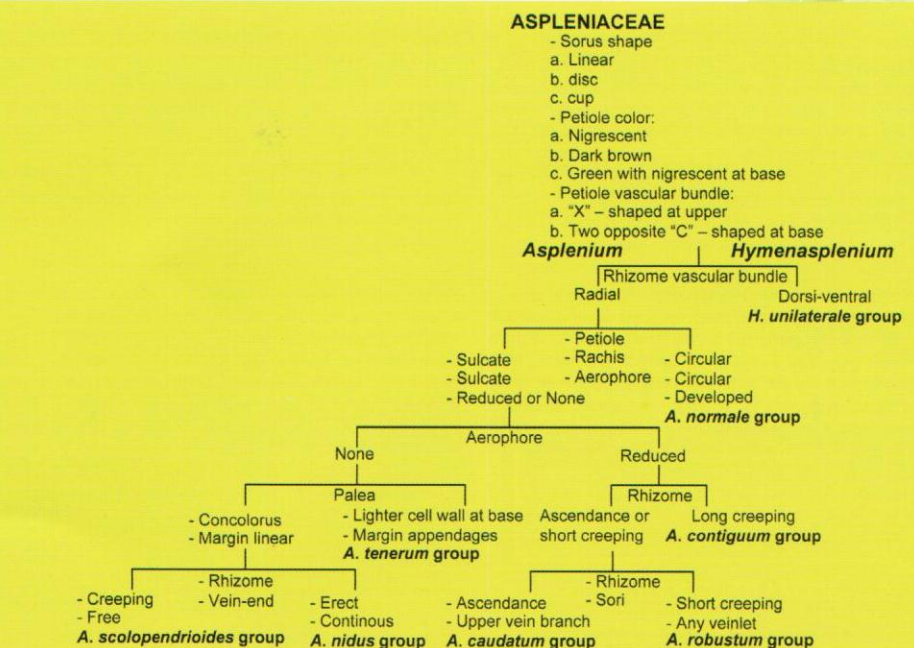 ASPLENIACEAE
- Sorus shape
a. Linear
b. disc
c. cup
- Petiole color:
a. Nigrescent
b. Dark brown
c. Green with nigrescent at base
- Petiole vascular bundle:
a. “X” – shaped at upper
b. Two opposite “C” – shaped at base
Asplenium
Hymenasplenium
Rhizome vascular bundle
Radial
Dorsi-ventral
H. unilaterale group
- Sulcate
- Sulcate
- Reduced or None
- Petiole
- Rachis
- Aerophore
- Circular
- Circular
- Developed
A. normale group
Aerophore
None
Reduced
Palea
- Concolorus
- Margin linear
- Lighter cell wall at base
- Margin appendages
A. tenerum group
Rhizome
Ascendance or
short creeping
Long creeping
A. contiguum group
- Creeping
- Free
A. scolopendrioides group
- Rhizome
- Vein-end
- Erect
- Continous
A. nidus group
- Ascendance
- Upper vein branch
A. caudatum group
- Rhizome
- Sori
- Short creeping
- Any veinlet
A. robustum group